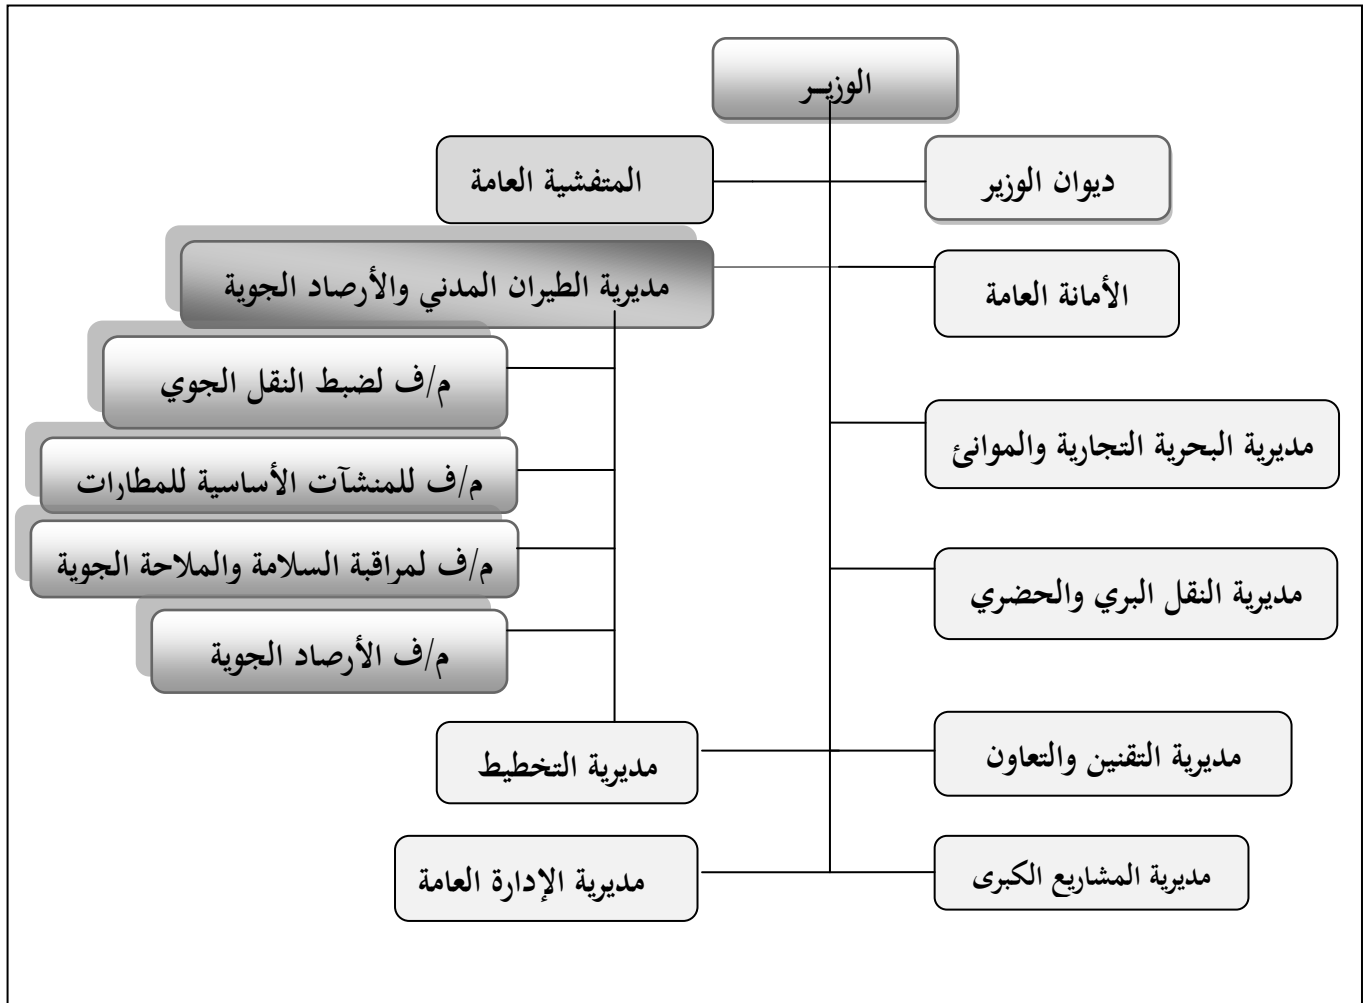 الوزيـر
ديوان الوزير
المتفشية العامة
الأمانة العامة
مديرية الطيران المدني والأرصاد الجوية
م/ف لضبط النقل الجوي
مديرية البحرية التجارية والموانئ
م/ف للمنشآت الأساسية للمطارات
م/ف لمراقبة السلامة والملاحة الجوية
مديرية النقل البري والحضري
م/ف الأرصاد الجوية
مديرية التقنين والتعاون
مديرية التخطيط
مديرية المشاريع الكبرى
مديرية الإدارة العامة